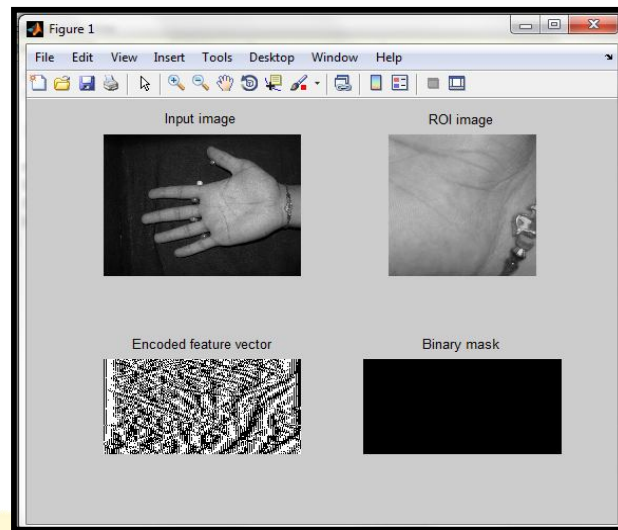 Figure 1
File Edit View Insert Tools Desktop Window Help
Input image
ROI image
Encoded feature vector
Binary mask